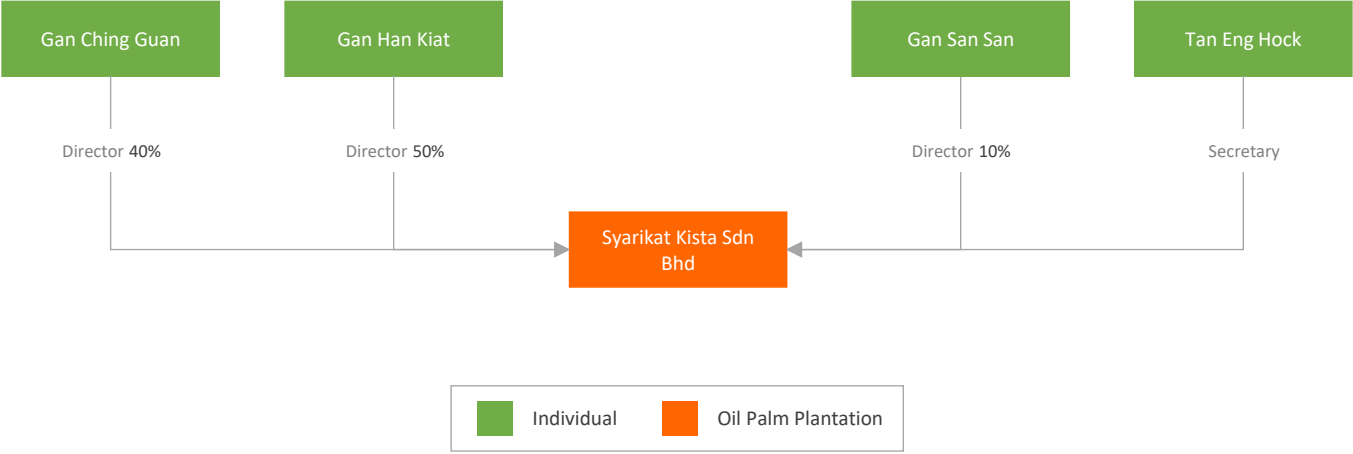 Gan Ching Guan
Gan Han Kiat
Gan San San
Tan Eng Hock
Director 40%
Director 50%
Director 10%
Secretary
Syarikat Kista Sdn
Bhd
Individual
Oil Palm Plantation